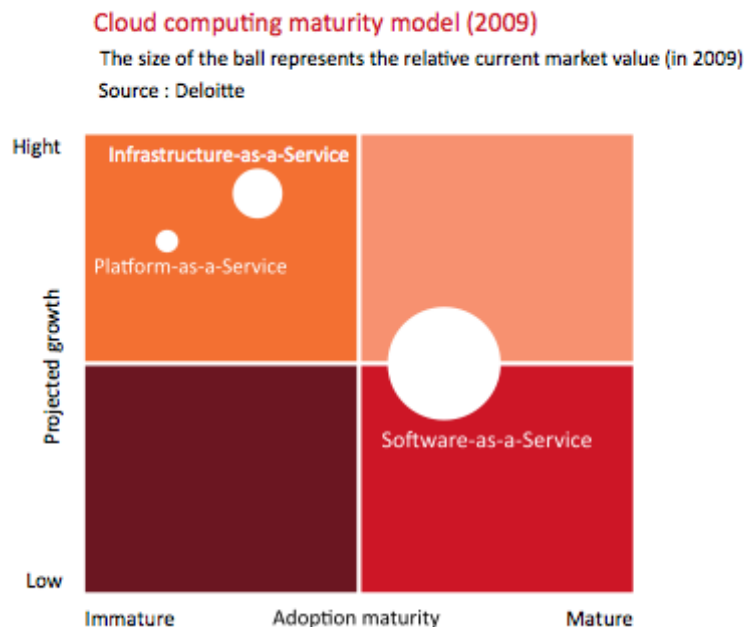 Cloud computing maturity model (2009)
The size of the ball represents the relative current market value (in 2009)
Source : Deloitte
Hight
Infrastructure-as-a-Service
Platform-as-a-Service
Projected growth
Software-as-a-Service
Low
Immature
Adoption maturity
Mature